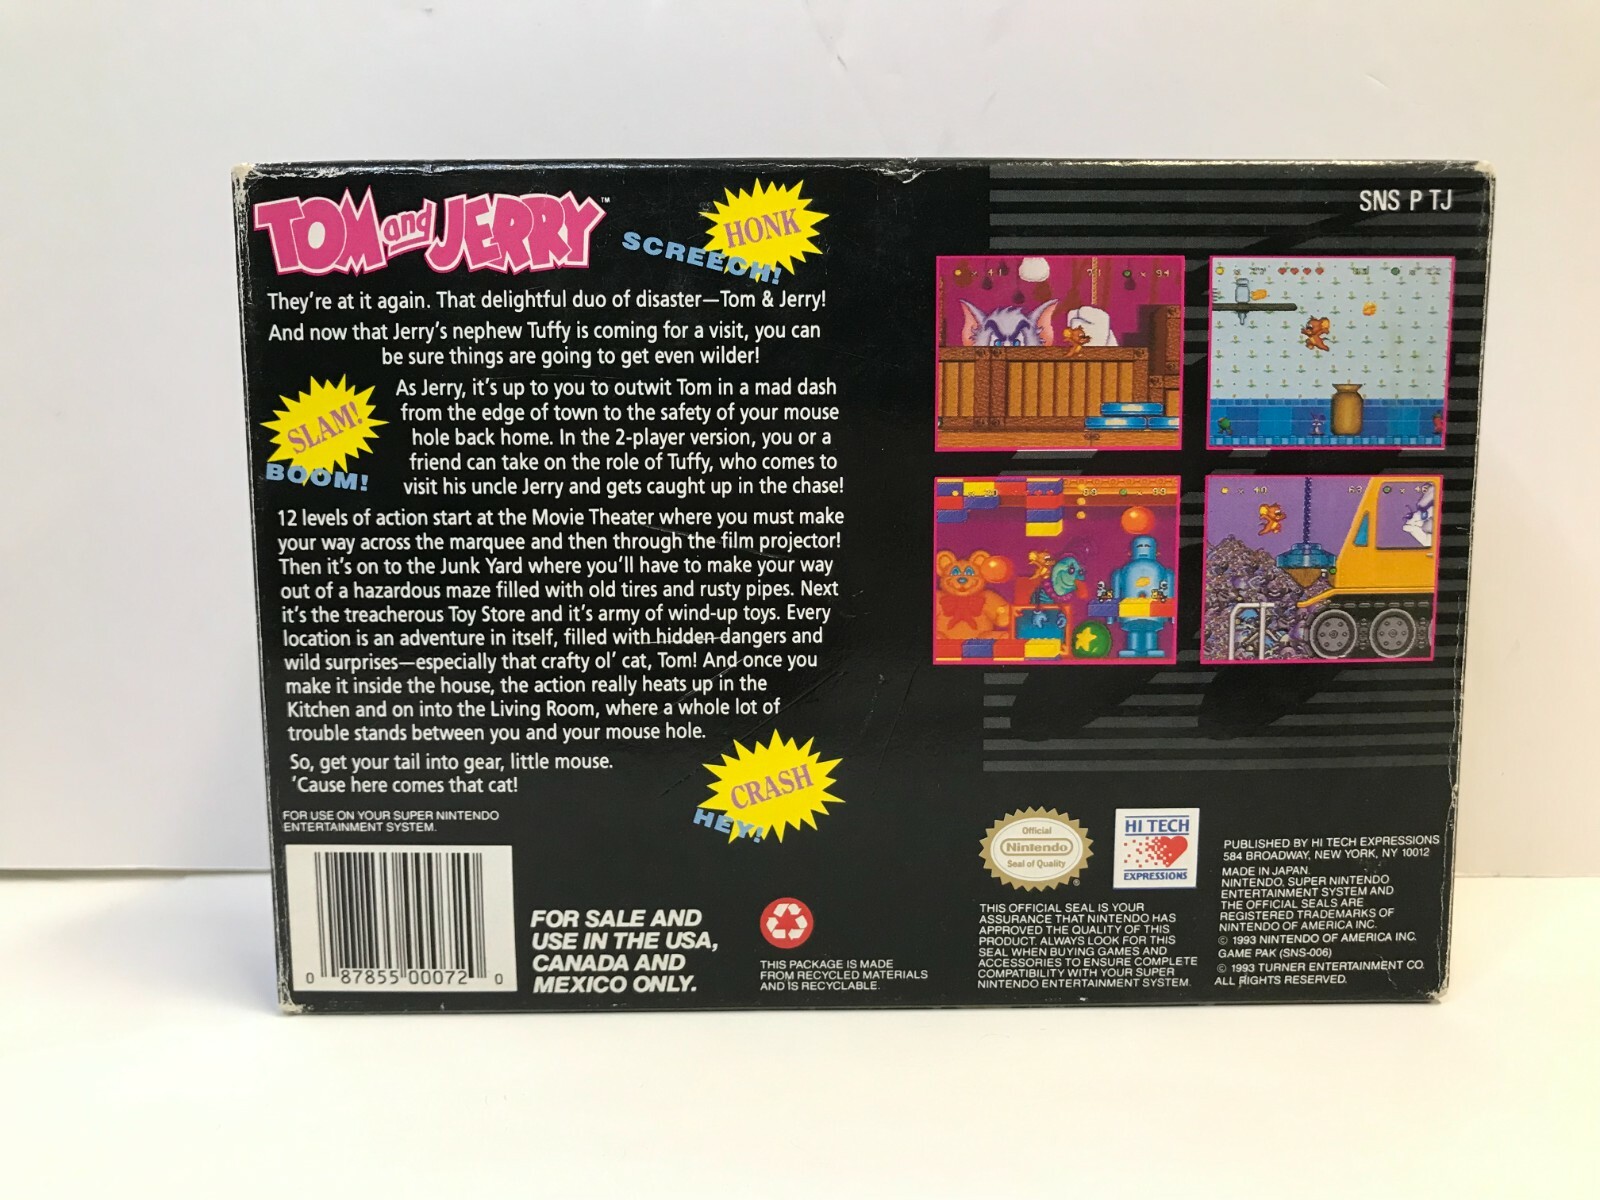 TOM and JERRY™
HONK
SCREECH!
SNS P TJ
They're at it again. That delightful duo of disaster—Tom & Jerry!
And now that Jerry's nephew Tuffy is coming for a visit, you can
be sure things are going to get even wilder!
SLAM!
BOOM!
As Jerry, it's up to you to outwit Tom in a mad dash
from the edge of town to the safety of your mouse
hole back home. In the 2-player version, you or a
friend can take on the role of Tuffy, who comes to
visit his uncle Jerry and gets caught up in the chase!
12 levels of action start at the Movie Theater where you must make
your way across the marquee and then through the film projector!
Then it's on to the Junk Yard where you'll have to make your way
out of a hazardous maze filled with old tires and rusty pipes. Next
it's the treacherous Toy Store and it's army of wind-up toys. Every
location is an adventure in itself, filled with hidden dangers and
wild surprises—especially that crafty ol' cat, Tom! And once you
make it inside the house, the action really heats up in the
Kitchen and on into the Living Room, where a whole lot of
trouble stands between you and your mouse hole.
So, get your tail into gear, little mouse.
'Cause here comes that cat!
CRASH
HEY!
FOR USE ON YOUR SUPER NINTENDO
ENTERTAINMENT SYSTEM.
0 87855 00072 0
FOR SALE AND
USE IN THE USA,
CANADA AND
MEXICO ONLY.
THIS PACKAGE IS MADE
FROM RECYCLED MATERIALS
AND IS RECYCLABLE.
Official
Nintendo
Seal of Quality
®
THIS OFFICIAL SEAL IS YOUR
ASSURANCE THAT NINTENDO HAS
APPROVED THE QUALITY OF THIS
PRODUCT. ALWAYS LOOK FOR THIS
SEAL WHEN BUYING GAMES AND
ACCESSORIES TO ENSURE COMPLETE
COMPATIBILITY WITH YOUR SUPER
NINTENDO ENTERTAINMENT SYSTEM.
HI TECH
EXPRESSIONS
PUBLISHED BY HI TECH EXPRESSIONS
584 BROADWAY, NEW YORK, NY 10012
MADE IN JAPAN.
NINTENDO, SUPER NINTENDO
ENTERTAINMENT SYSTEM AND
THE OFFICIAL SEALS ARE
REGISTERED TRADEMARKS OF
NINTENDO OF AMERICA INC.
© 1993 NINTENDO OF AMERICA INC.
GAME PAK (SNS-006)
© 1993 TURNER ENTERTAINMENT CO.
ALL RIGHTS RESERVED.